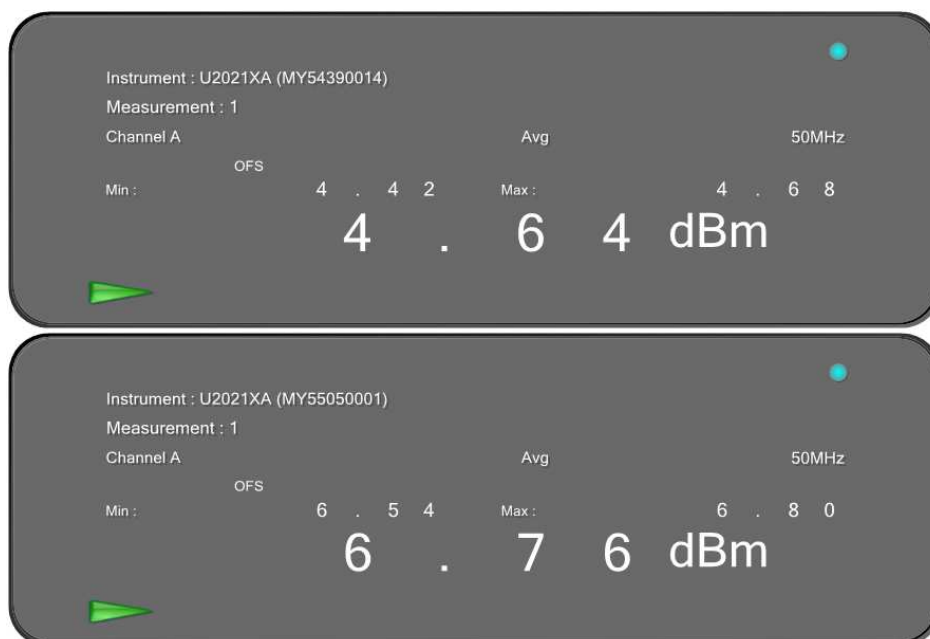 Instrument : U2021XA (MY54390014)
Measurement : 1
Channel A Avg 50MHz
OFS
Min : 4 . 4 2 Max : 4 . 6 8
4 . 6 4 dBm
Instrument : U2021XA (MY55050001)
Measurement : 1
Channel A Avg 50MHz
OFS
Min : 6 . 5 4 Max : 6 . 8 0
6 . 7 6 dBm